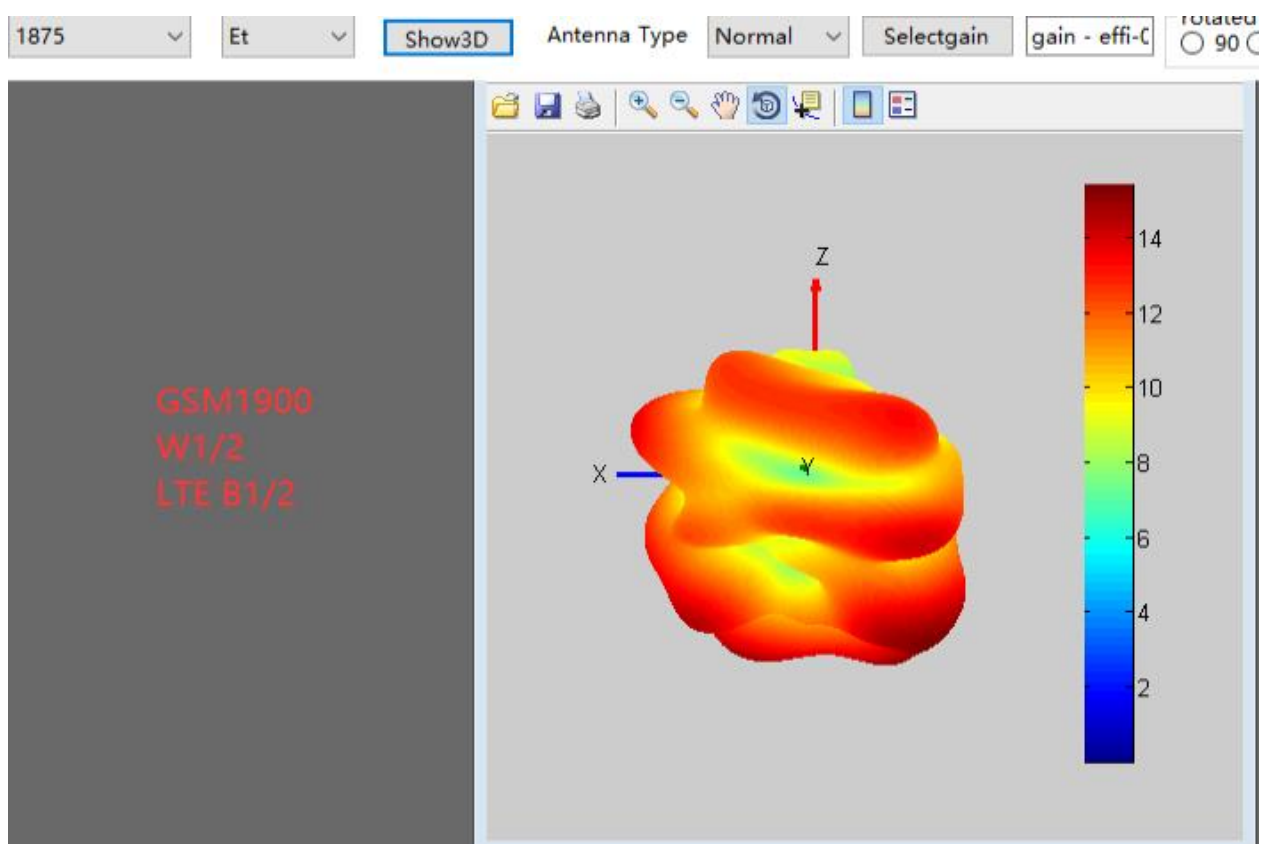 1875 Et Show3D Antenna Type Normal Selectgain gain - effi-
rotated
90
GSM1900
W1/2
LTE B1/2
Z
X
Y
14
12
10
8
6
4
2